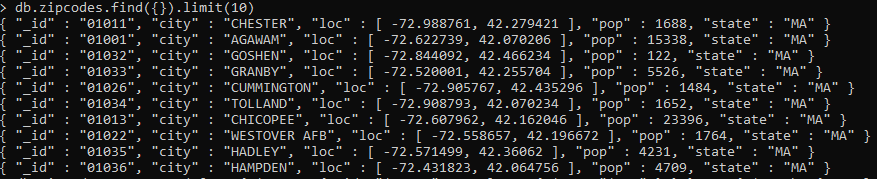 > db.zipcodes.find({}).limit(10)
{ "_id" : "01011", "city" : "CHESTER", "loc" : [ -72.988761, 42.279421 ], "pop" : 1688, "state" : "MA" }
{ "_id" : "01001", "city" : "AGAWAM", "loc" : [ -72.622739, 42.070206 ], "pop" : 15338, "state" : "MA" }
{ "_id" : "01032", "city" : "GOSHEN", "loc" : [ -72.844092, 42.466234 ], "pop" : 122, "state" : "MA" }
{ "_id" : "01033", "city" : "GRANBY", "loc" : [ -72.520001, 42.255704 ], "pop" : 5526, "state" : "MA" }
{ "_id" : "01026", "city" : "CUMMINGTON", "loc" : [ -72.905767, 42.435296 ], "pop" : 1484, "state" : "MA" }
{ "_id" : "01034", "city" : "TOLLAND", "loc" : [ -72.908793, 42.070234 ], "pop" : 1652, "state" : "MA" }
{ "_id" : "01013", "city" : "CHICOPEE", "loc" : [ -72.607962, 42.162046 ], "pop" : 23396, "state" : "MA" }
{ "_id" : "01022", "city" : "WESTOVER AFB", "loc" : [ -72.558657, 42.196672 ], "pop" : 1764, "state" : "MA" }
{ "_id" : "01035", "city" : "HADLEY", "loc" : [ -72.571499, 42.36062 ], "pop" : 4231, "state" : "MA" }
{ "_id" : "01036", "city" : "HAMPDEN", "loc" : [ -72.431823, 42.064756 ], "pop" : 4709, "state" : "MA" }